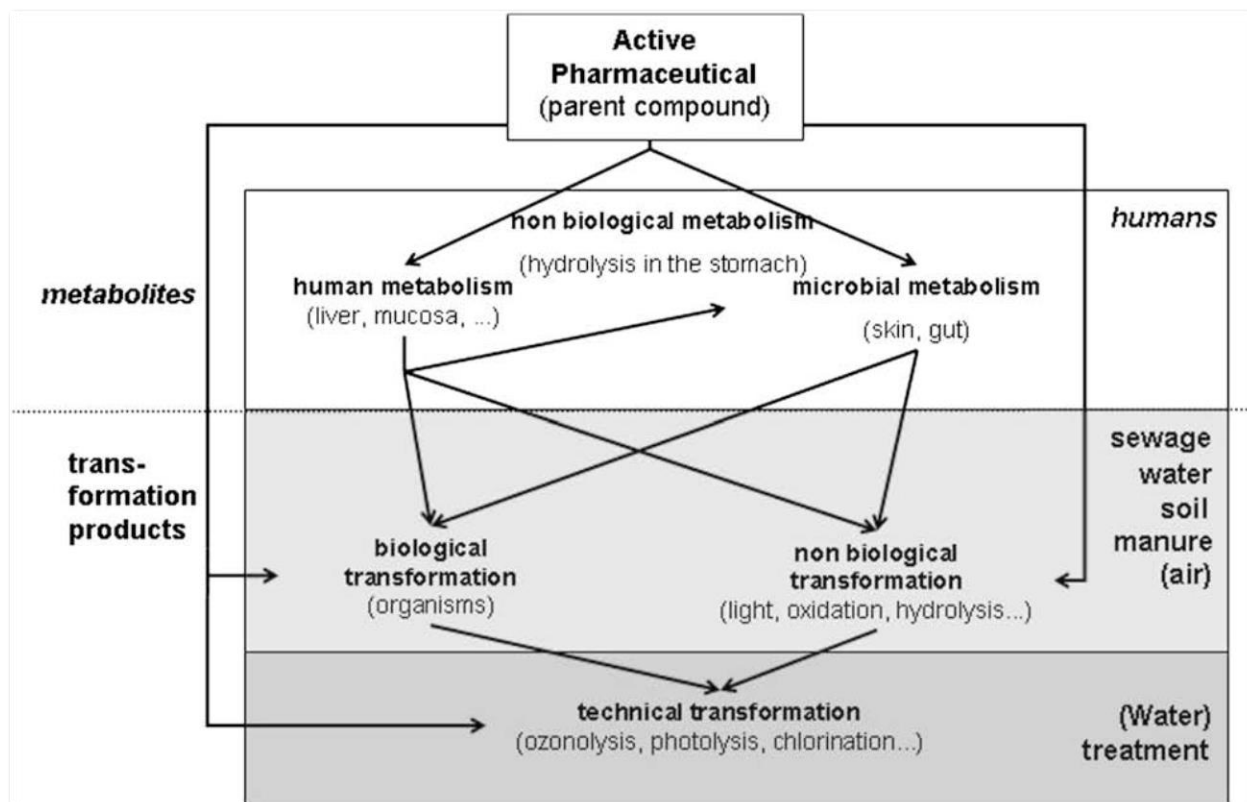 Active
Pharmaceutical
(parent compound)
non biological metabolism
humans
(hydrolysis in the stomach)
metabolites
human metabolism
(liver, mucosa, ...)
microbial metabolism
(skin, gut)
trans-
formation
products
sewage
water
soil
manure
(air)
biological
transformation
(organisms)
non biological
transformation
(light, oxidation, hydrolysis...)
technical transformation
(ozonolysis, photolysis, chlorination...)
(Water)
treatment